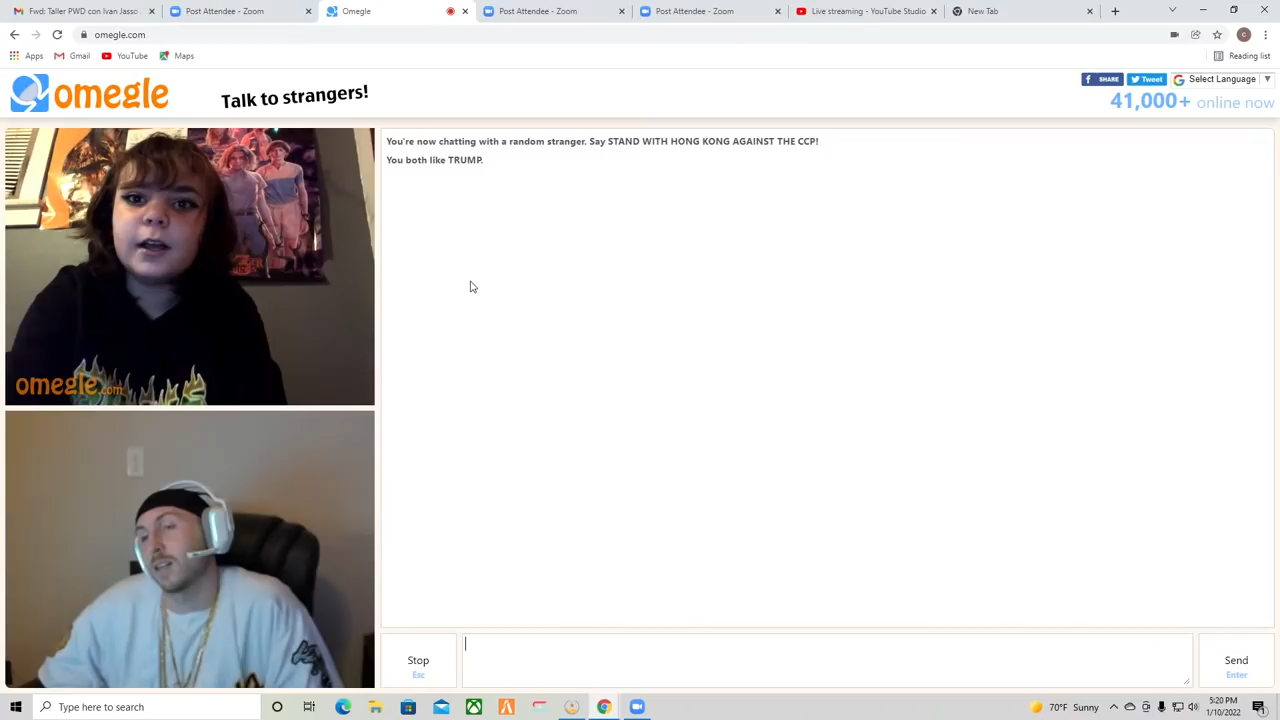 Fwd: Taller PWD con Ivan Jasso
Post Attendee - Zoom
Omegle
Post Attendee - Zoom
Post Attendee - Zoom
Live streaming - YouTube Studio
New Tab
omegle.com
Apps
Gmail
YouTube
Maps
Reading list
omegle
Talk to strangers!
SHARE
Tweet
Select Language
41,000+ online now
You're now chatting with a random stranger. Say STAND WITH HONG KONG AGAINST THE CCP!
You both like TRUMP.
omegle.com
Stop
Esc
Send
Enter
Type here to search
70°F Sunny
5:20 PM
1/10/2022